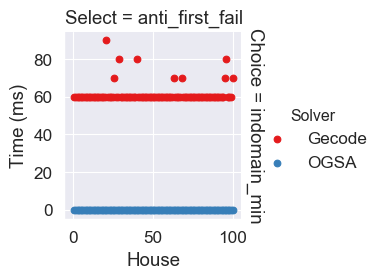 Select = anti_first_fail
Choice = indomain_min
Time (ms)
80
60
40
20
0
0
50
100
House
Solver
Gecode
OGSA